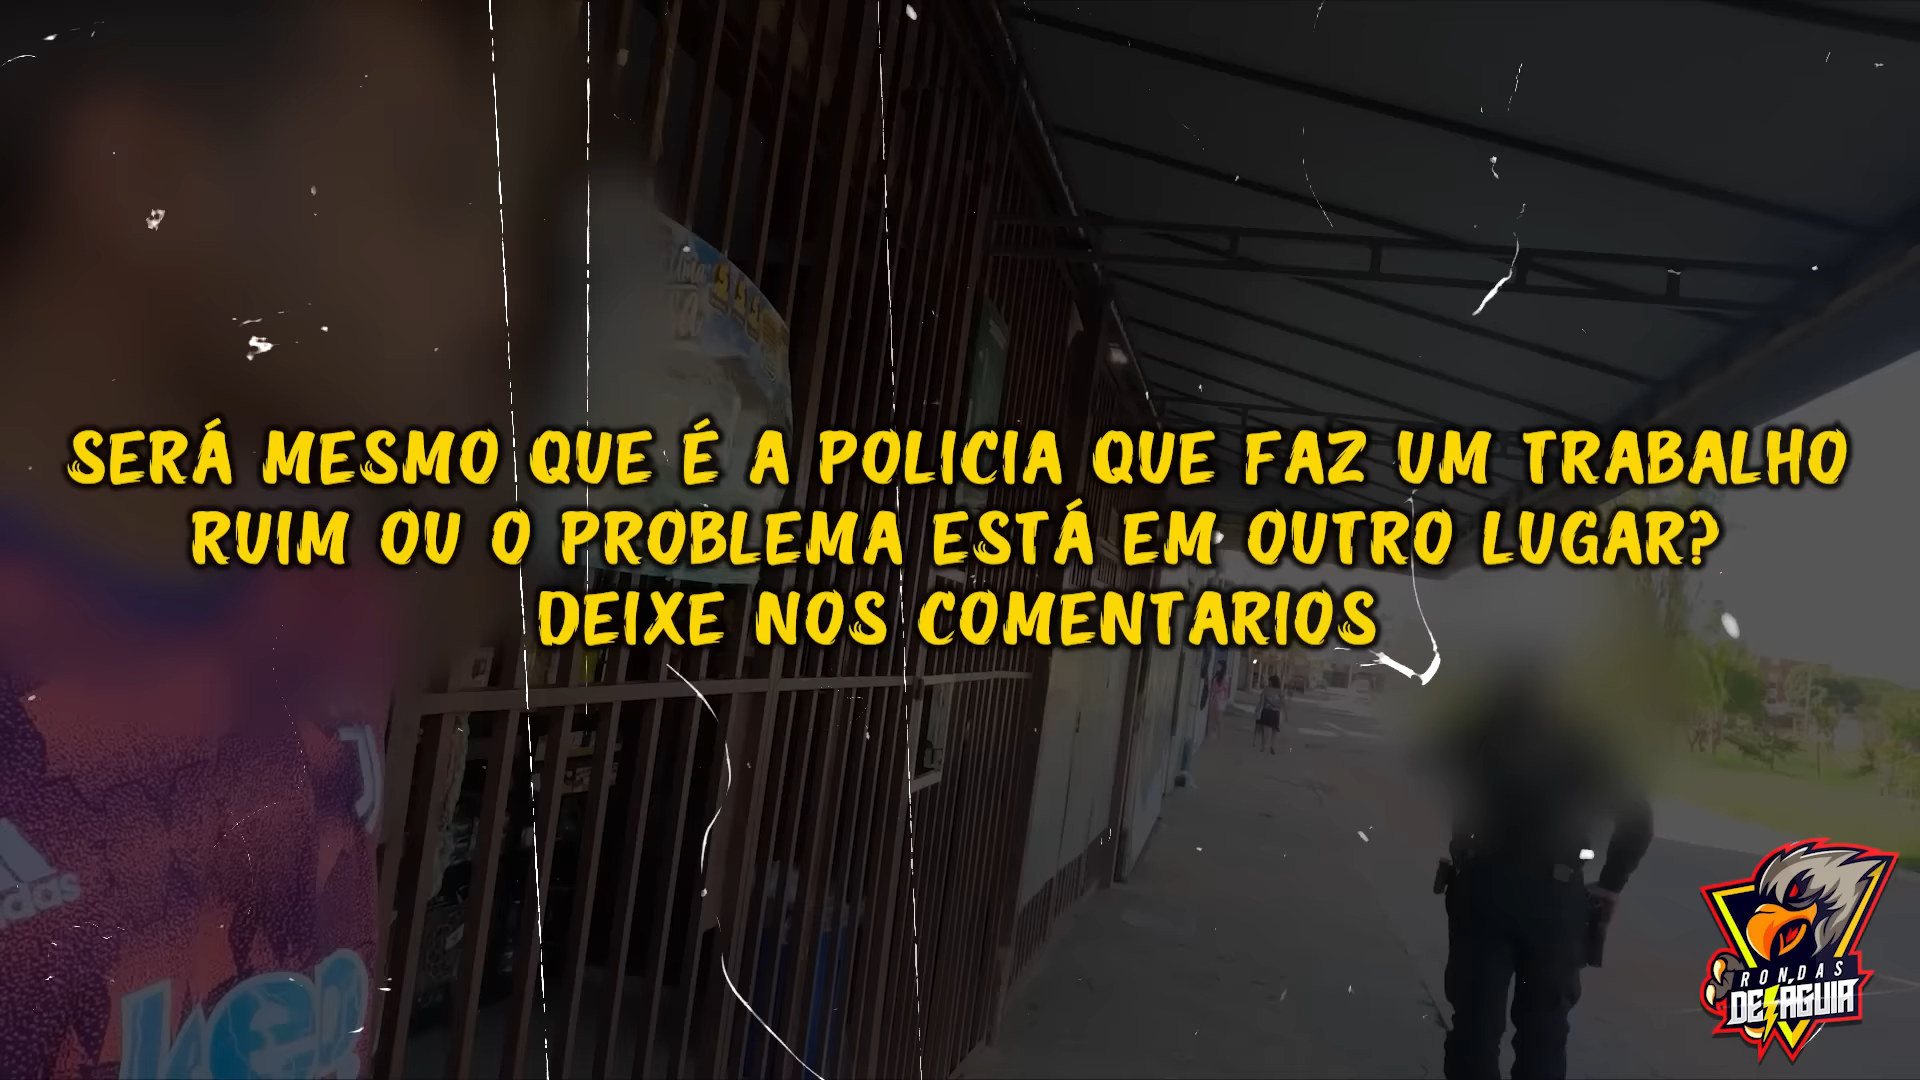 SERÁ MESMO QUE É A POLICIA QUE FAZ UM TRABALHO
RUIM OU O PROBLEMA ESTÁ EM OUTRO LUGAR?
DEIXE NOS COMENTARIOS
RONDAS
DE AGUIA